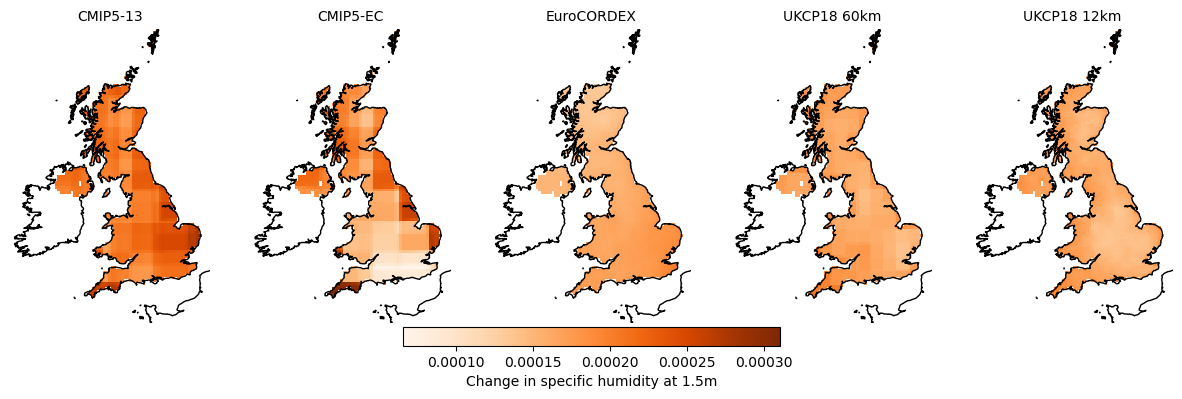 CMIP5-13
CMIP5-EC
EuroCORDEX
UKCP18 60km
UKCP18 12km
0.00010
0.00015
0.00020
0.00025
0.00030
Change in specific humidity at 1.5m